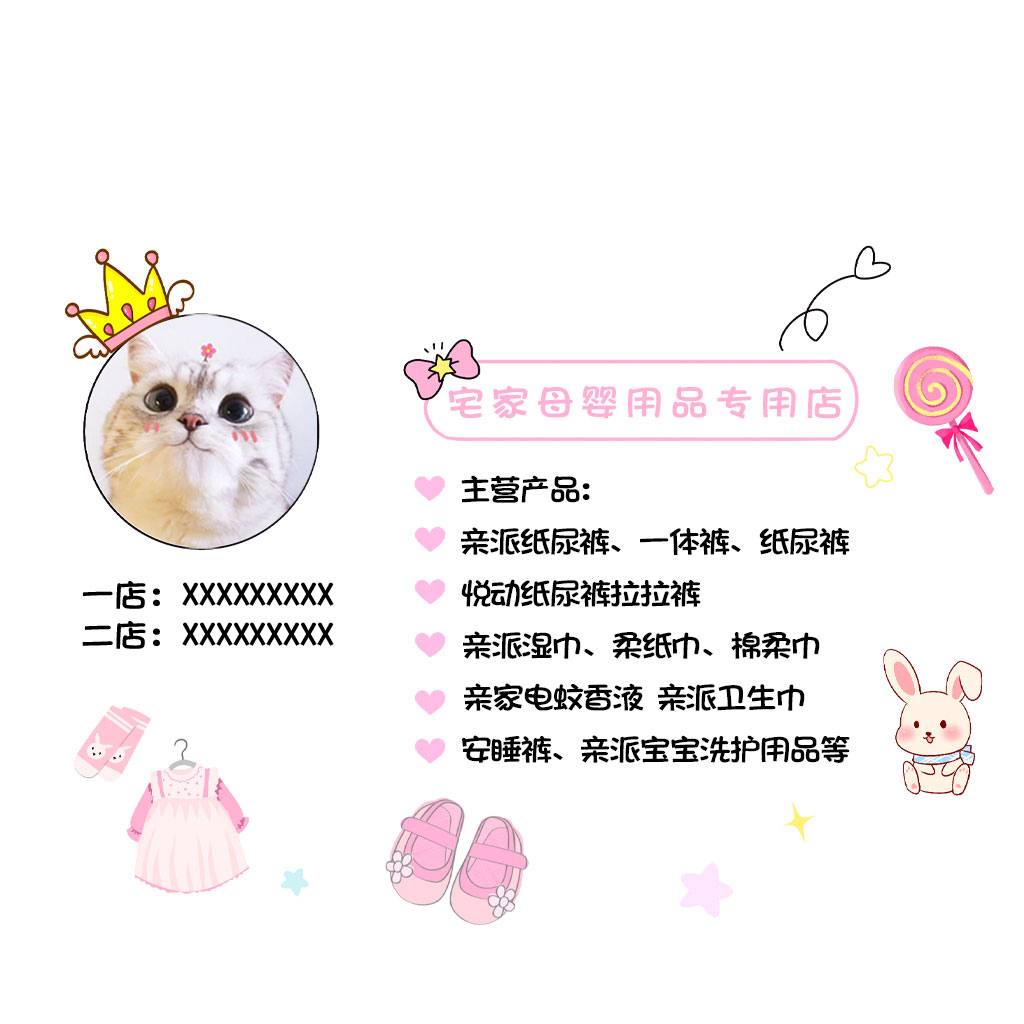 宅家母婴用品专用店
主营产品:
亲派纸尿裤、一体裤、纸尿裤
悦动纸尿裤拉拉裤
亲派湿巾、柔纸巾、棉柔巾
亲家电蚊香液 亲派卫生巾
安睡裤、亲派宝宝洗护用品等
一店：XXXXXXXXX
二店：XXXXXXXXX